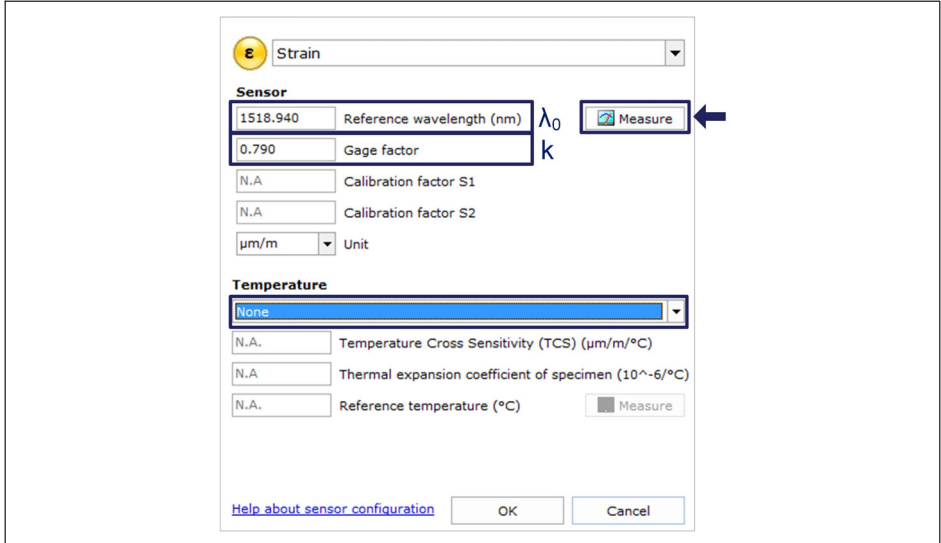 ε Strain
Sensor
1518.940 Reference wavelength (nm) λ₀ Measure
0.790 Gage factor k
N.A Calibration factor S1
N.A Calibration factor S2
µm/m Unit
Temperature
None
N.A. Temperature Cross Sensitivity (TCS) (µm/m/°C)
N.A Thermal expansion coefficient of specimen (10^-6/°C)
N.A. Reference temperature (°C) Measure
Help about sensor configuration OK Cancel